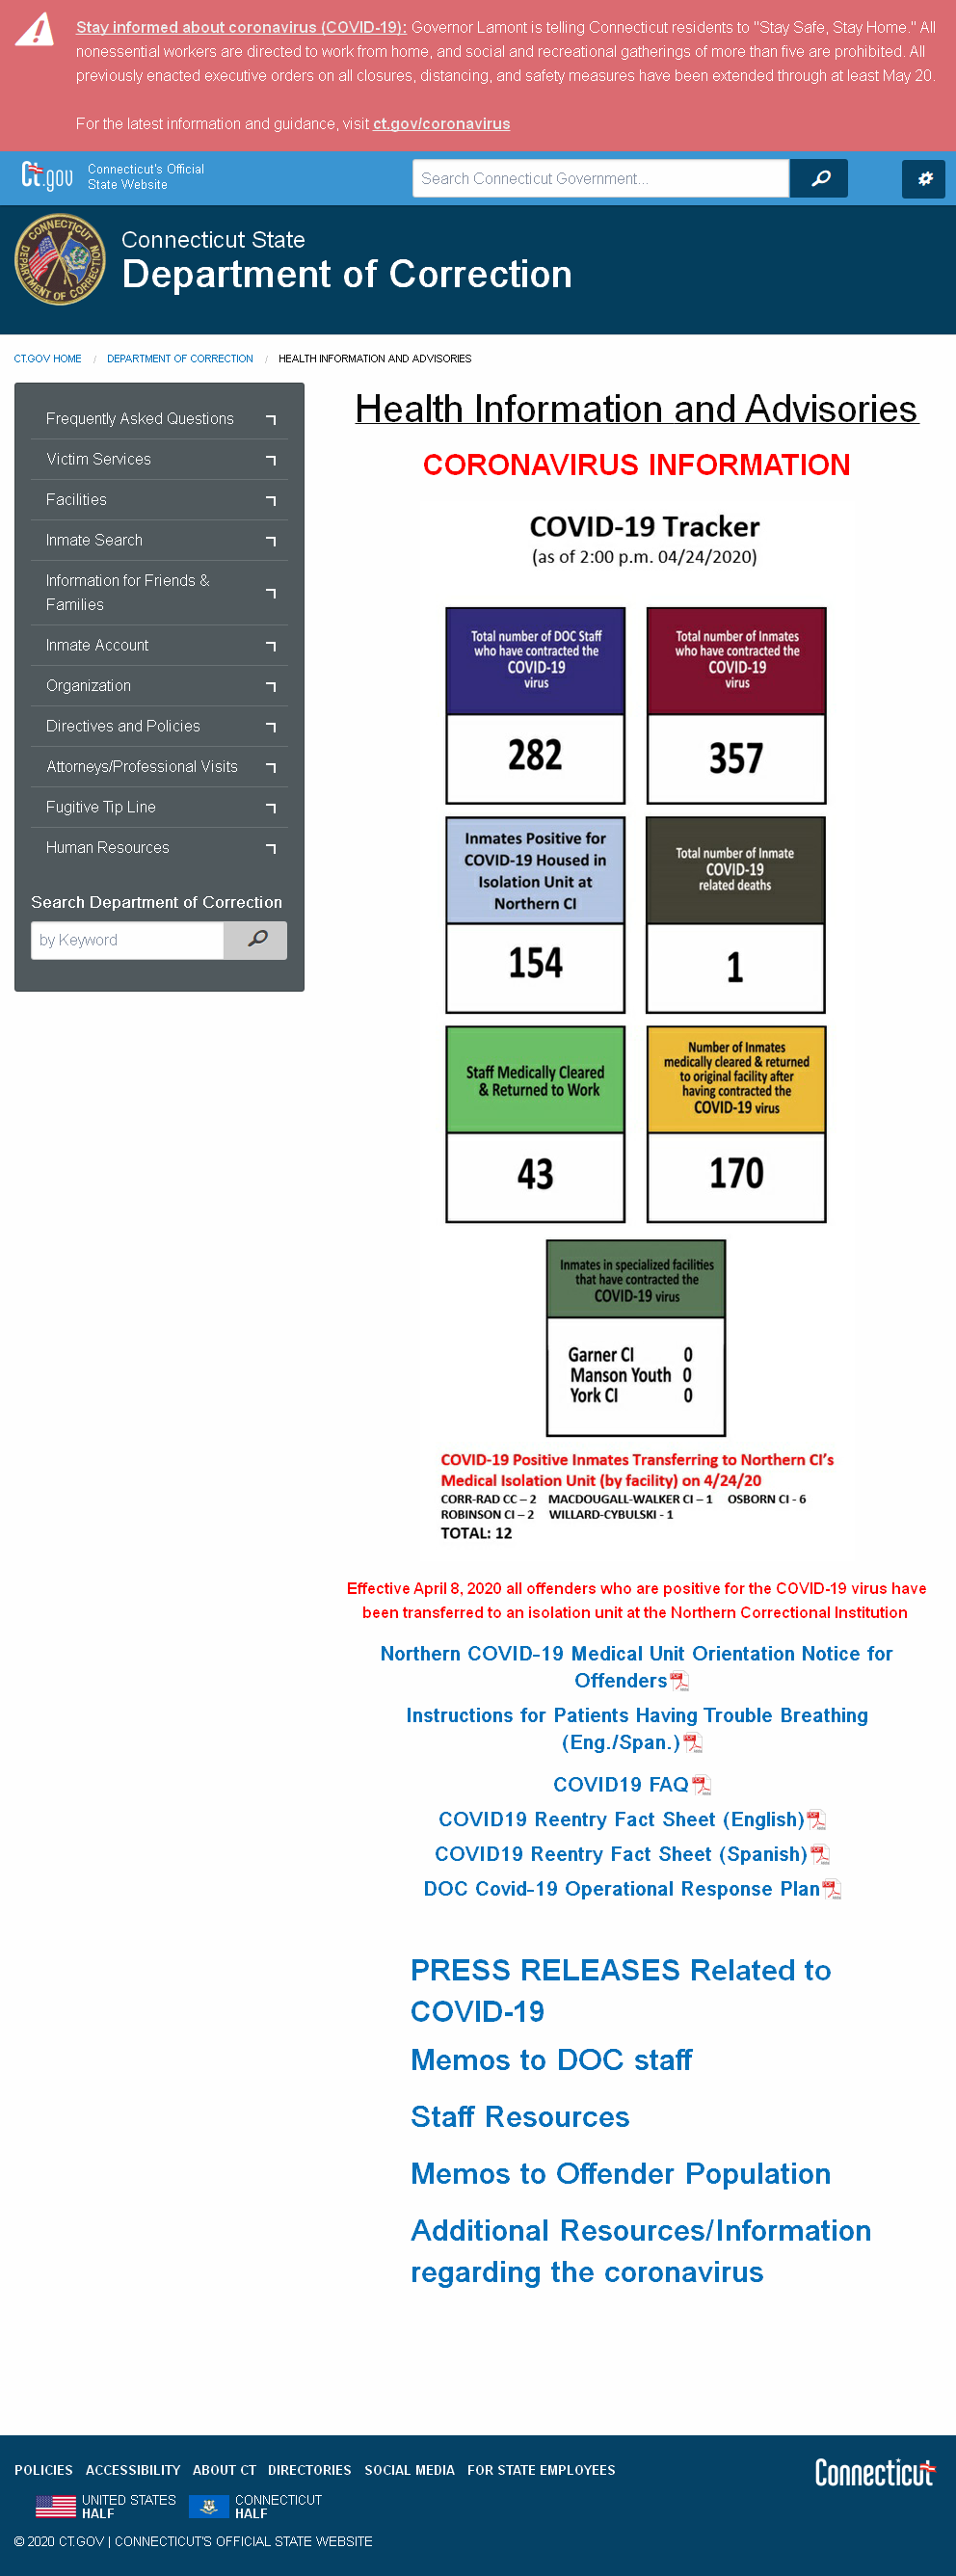 Stay informed about coronavirus (COVID-19): Governor Lamont is telling Connecticut residents to "Stay Safe, Stay Home." All
nonessential workers are directed to work from home, and social and recreational gatherings of more than five are prohibited. All
previously enacted executive orders on all closures, distancing, and safety measures have been extended through at least May 20.
For the latest information and guidance, visit ct.gov/coronavirus
Ct.gov
Connecticut's Official
State Website
Search Connecticut Government...
CONNECTICUT
DEPARTMENT OF CORRECTION
Connecticut State
Department of Correction
CT.GOV HOME / DEPARTMENT OF CORRECTION / HEALTH INFORMATION AND ADVISORIES
Frequently Asked Questions
Victim Services
Facilities
Inmate Search
Information for Friends &
Families
Inmate Account
Organization
Directives and Policies
Attorneys/Professional Visits
Fugitive Tip Line
Human Resources
Search Department of Correction
by Keyword
Health Information and Advisories
CORONAVIRUS INFORMATION
COVID-19 Tracker
(as of 2:00 p.m. 04/24/2020)
Total number of DOC Staff
who have contracted the
COVID-19
virus
282
Total number of Inmates
who have contracted the
COVID-19
virus
357
Inmates Positive for
COVID-19 Housed in
Isolation Unit at
Northern CI
154
Total number of Inmate
COVID-19
related deaths
1
Staff Medically Cleared
& Returned to Work
43
Number of Inmates
medically cleared & returned
to original facility after
having contracted the
COVID-19 virus
170
Inmates in specialized facilities
that have contracted the
COVID-19 virus
Garner CI 0
Manson Youth 0
York CI 0
COVID-19 Positive Inmates Transferring to Northern CI's
Medical Isolation Unit (by facility) on 4/24/20
CORR-RAD CC – 2 MACDOUGALL-WALKER CI – 1 OSBORN CI - 6
ROBINSON CI – 2 WILLARD-CYBULSKI - 1
TOTAL: 12
Effective April 8, 2020 all offenders who are positive for the COVID-19 virus have
been transferred to an isolation unit at the Northern Correctional Institution
Northern COVID-19 Medical Unit Orientation Notice for
Offenders
Instructions for Patients Having Trouble Breathing
(Eng./Span.)
COVID19 FAQ
COVID19 Reentry Fact Sheet (English)
COVID19 Reentry Fact Sheet (Spanish)
DOC Covid-19 Operational Response Plan
PRESS RELEASES Related to
COVID-19
Memos to DOC staff
Staff Resources
Memos to Offender Population
Additional Resources/Information
regarding the coronavirus
POLICIES ACCESSIBILITY ABOUT CT DIRECTORIES SOCIAL MEDIA FOR STATE EMPLOYEES
Connecticut
UNITED STATES
HALF
CONNECTICUT
HALF
© 2020 CT.GOV | CONNECTICUT'S OFFICIAL STATE WEBSITE